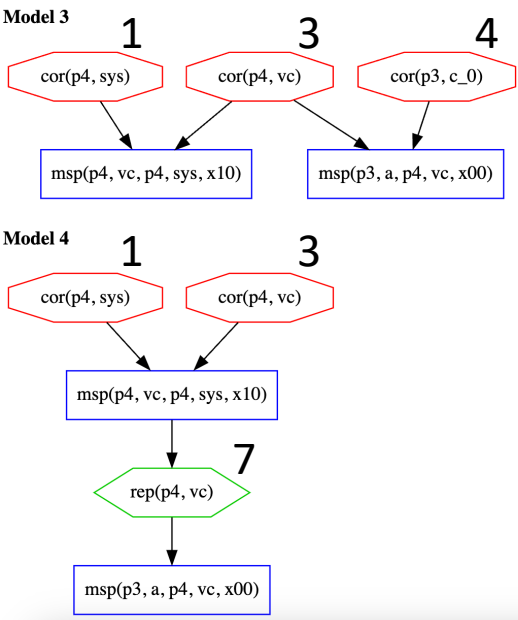 Model 3
1 3 4
cor(p4, sys) cor(p4, vc) cor(p3, c_0)
msp(p4, vc, p4, sys, x10) msp(p3, a, p4, vc, x00)
Model 4
1 3
cor(p4, sys) cor(p4, vc)
msp(p4, vc, p4, sys, x10)
7
rep(p4, vc)
msp(p3, a, p4, vc, x00)